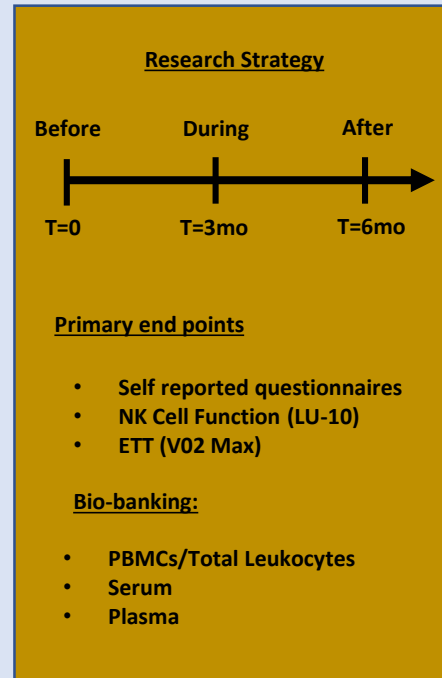 Research Strategy
Before During After
T=0 T=3mo T=6mo
Primary end points
• Self reported questionnaires
• NK Cell Function (LU-10)
• ETT (V02 Max)
Bio-banking:
• PBMCs/Total Leukocytes
• Serum
• Plasma